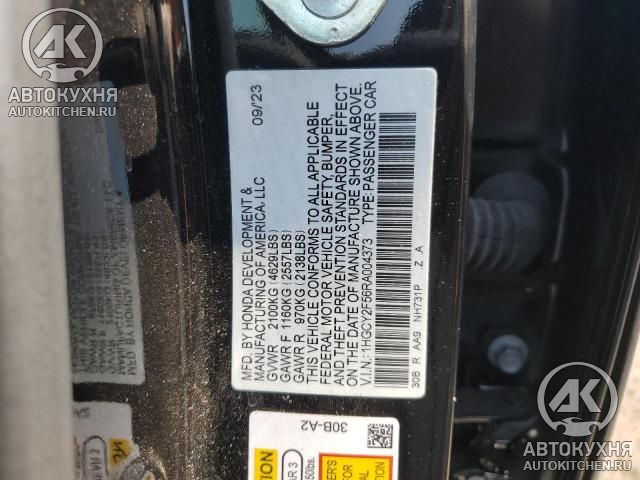 АВТОКУХНЯ
AUTOKITCHEN.RU
MFD. BY HONDA DEVELOPMENT &
MANUFACTURING OF AMERICA, LLC 09/'23
GVWR 2100KG (4629LBS)
GAWR F 1160KG (2557LBS)
GAWR R 970KG (2138LBS)
THIS VEHICLE CONFORMS TO ALL APPLICABLE
FEDERAL MOTOR VEHICLE SAFETY, BUMPER,
AND THEFT PREVENTION STANDARDS IN EFFECT
ON THE DATE OF MANUFACTURE SHOWN ABOVE.
V.I.N.: 1HGCY2F56RA004373 TYPE:PASSENGER CAR
30B R AA9 NH731P Z A
30B-A2
AR 3
АВТОКУХНЯ
AUTOKITCHEN.RU